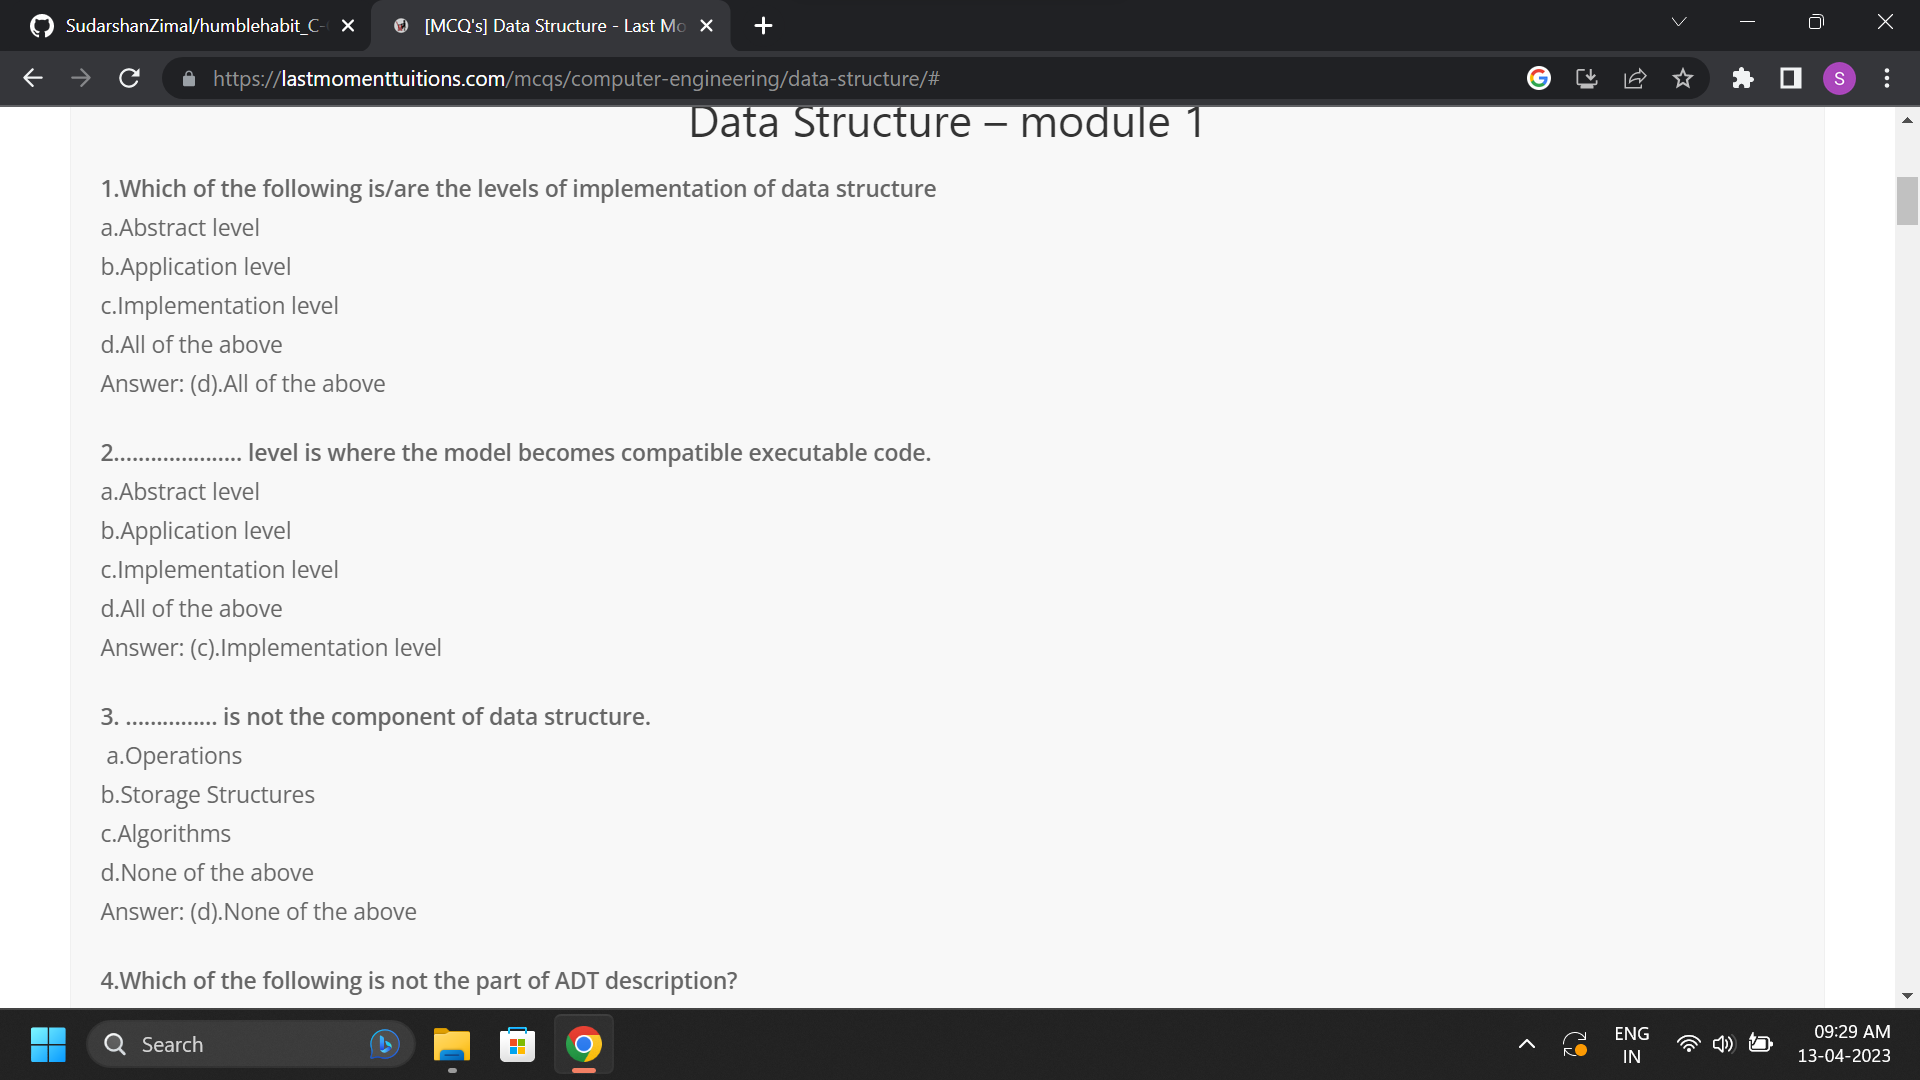 SudarshanZimal/humblehabit_C-
[MCQ's] Data Structure - Last Mo
https://lastmomenttuitions.com/mcqs/computer-engineering/data-structure/#
S
Data Structure – module 1
1.Which of the following is/are the levels of implementation of data structure
a.Abstract level
b.Application level
c.Implementation level
d.All of the above
Answer: (d).All of the above
2..................... level is where the model becomes compatible executable code.
a.Abstract level
b.Application level
c.Implementation level
d.All of the above
Answer: (c).Implementation level
3. ............... is not the component of data structure.
a.Operations
b.Storage Structures
c.Algorithms
d.None of the above
Answer: (d).None of the above
4.Which of the following is not the part of ADT description?
Search
ENG
IN
09:29 AM
13-04-2023